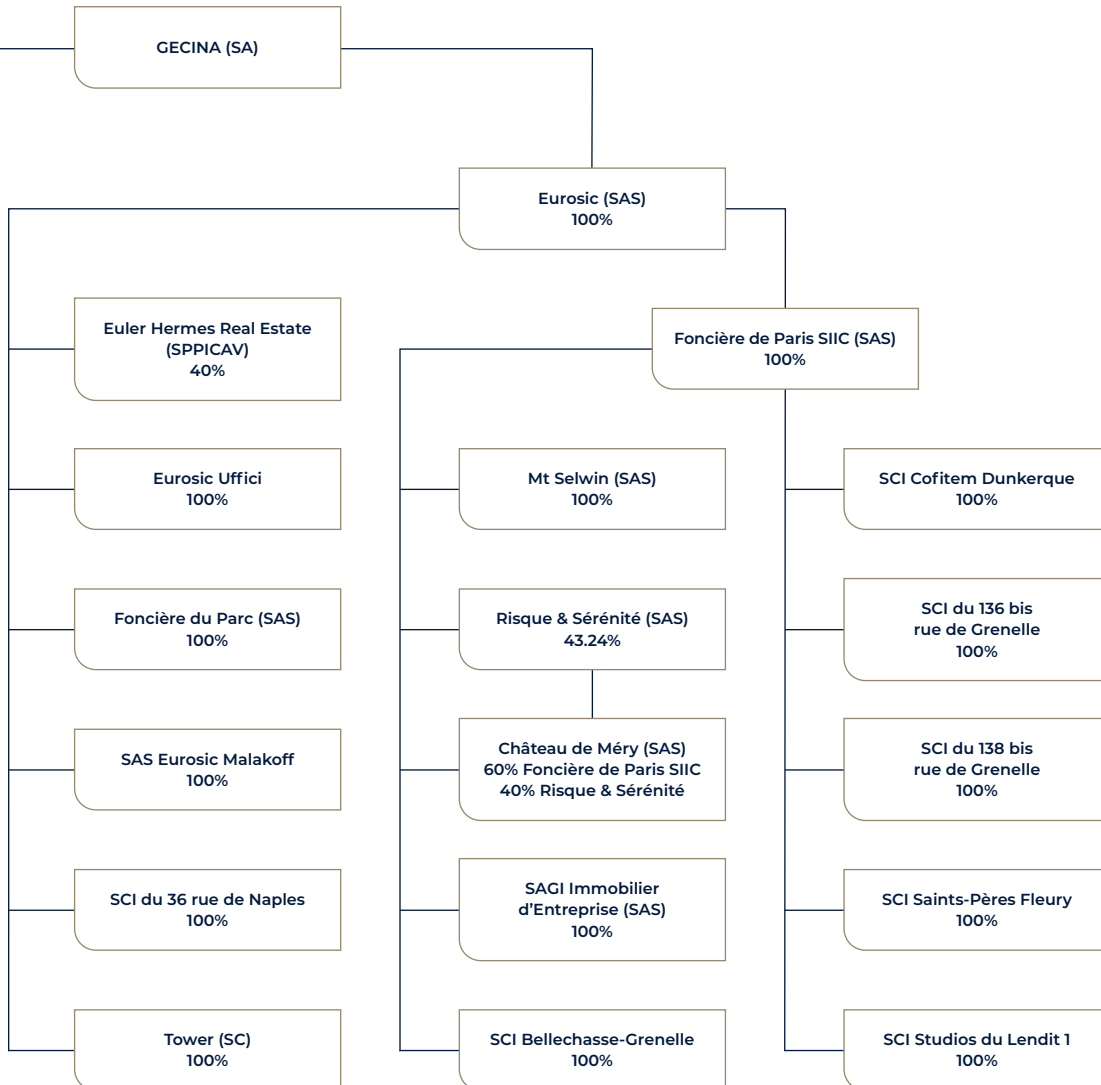 GECINA (SA)
Eurosic (SAS)
100%
Euler Hermes Real Estate
(SPPICAV)
40%
Foncière de Paris SIIC (SAS)
100%
Eurosic Uffici
100%
Mt Selwin (SAS)
100%
SCI Cofitem Dunkerque
100%
Foncière du Parc (SAS)
100%
Risque & Sérénité (SAS)
43.24%
SCI du 136 bis
rue de Grenelle
100%
SAS Eurosic Malakoff
100%
Château de Méry (SAS)
60% Foncière de Paris SIIC
40% Risque & Sérénité
SCI du 138 bis
rue de Grenelle
100%
SCI du 36 rue de Naples
100%
SAGI Immobilier
d’Entreprise (SAS)
100%
SCI Saints-Pères Fleury
100%
Tower (SC)
100%
SCI Bellechasse-Grenelle
100%
SCI Studios du Lendit 1
100%